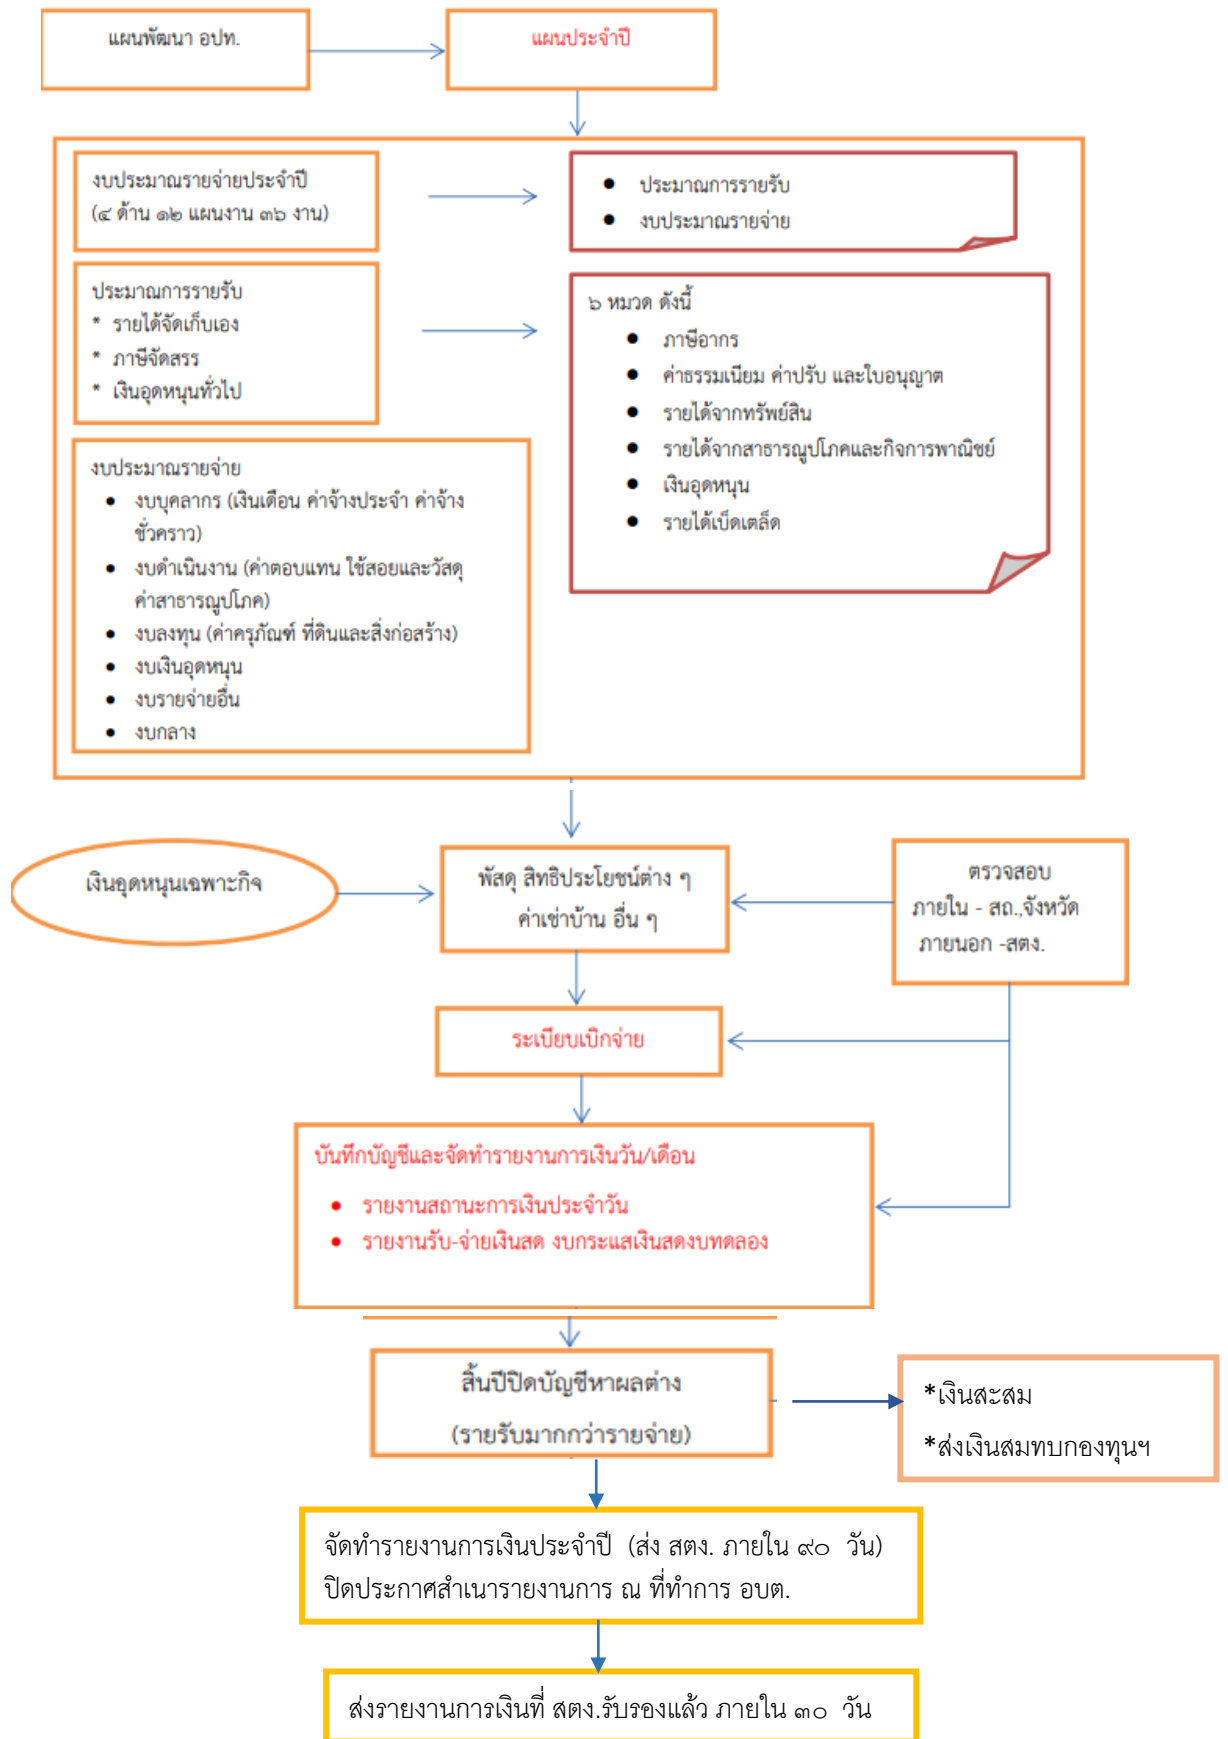 แผนพัฒนา อปท.
แผนประจำปี
งบประมาณรายจ่ายประจำปี
(๔ ด้าน ๑๒ แผนงาน ๓๖ งาน)
● ประมาณการรายรับ
● งบประมาณรายจ่าย
ประมาณการรายรับ
* รายได้จัดเก็บเอง
* ภาษีจัดสรร
* เงินอุดหนุนทั่วไป
๖ หมวด ดังนี้
● ภาษีอากร
● ค่าธรรมเนียม ค่าปรับ และใบอนุญาต
● รายได้จากทรัพย์สิน
● รายได้จากสาธารณูปโภคและกิจการพาณิชย์
● เงินอุดหนุน
● รายได้เบ็ดเตล็ด
งบประมาณรายจ่าย
● งบบุคลากร (เงินเดือน ค่าจ้างประจำ ค่าจ้าง
ชั่วคราว)
● งบดำเนินงาน (ค่าตอบแทน ใช้สอยและวัสดุ
ค่าสาธารณูปโภค)
● งบลงทุน (ค่าครุภัณฑ์ ที่ดินและสิ่งก่อสร้าง)
● งบเงินอุดหนุน
● งบรายจ่ายอื่น
● งบกลาง
เงินอุดหนุนเฉพาะกิจ
พัสดุ สิทธิประโยชน์ต่าง ๆ
ค่าเช่าบ้าน อื่น ๆ
ตรวจสอบ
ภายใน - สถ.,จังหวัด
ภายนอก -สตง.
ระเบียบเบิกจ่าย
บันทึกบัญชีและจัดทำรายงานการเงินวัน/เดือน
● รายงานสถานะการเงินประจำวัน
● รายงานรับ-จ่ายเงินสด งบกระแสเงินสดงบทดลอง
สิ้นปีปิดบัญชีหาผลต่าง
(รายรับมากกว่ารายจ่าย)
*เงินสะสม
*ส่งเงินสมทบกองทุนฯ
จัดทำรายงานการเงินประจำปี (ส่ง สตง. ภายใน ๙๐ วัน)
ปิดประกาศสำเนารายงานการ ณ ที่ทำการ อบต.
ส่งรายงานการเงินที่ สตง.รับรองแล้ว ภายใน ๓๐ วัน